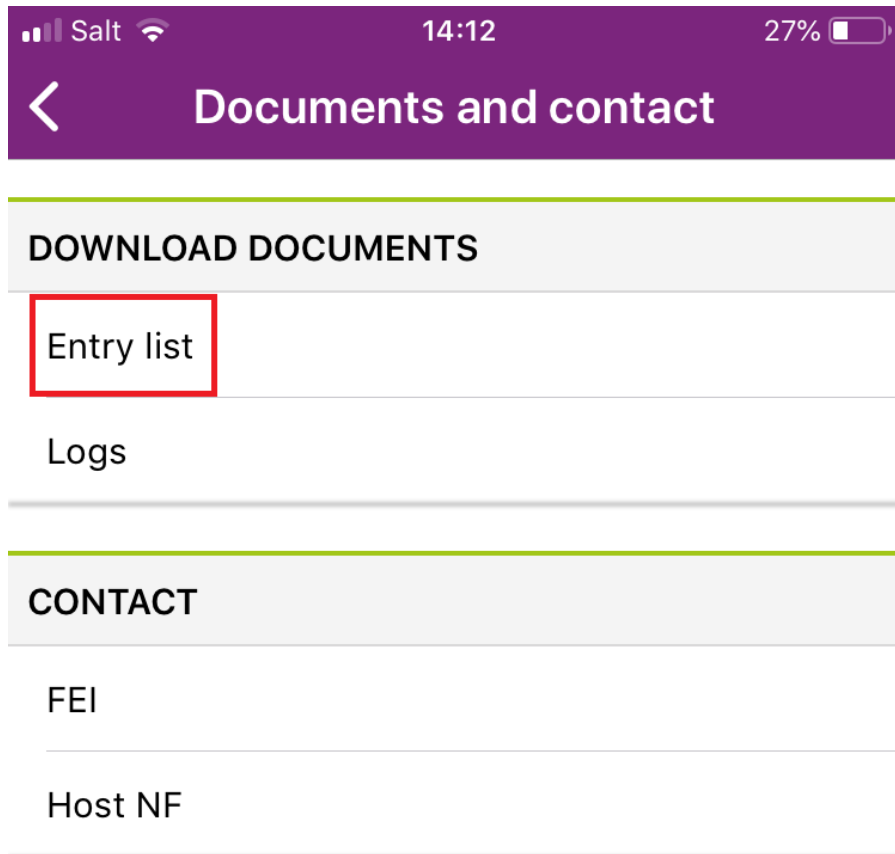 Salt 14:12 27%
Documents and contact
DOWNLOAD DOCUMENTS
Entry list
Logs
CONTACT
FEI
Host NF